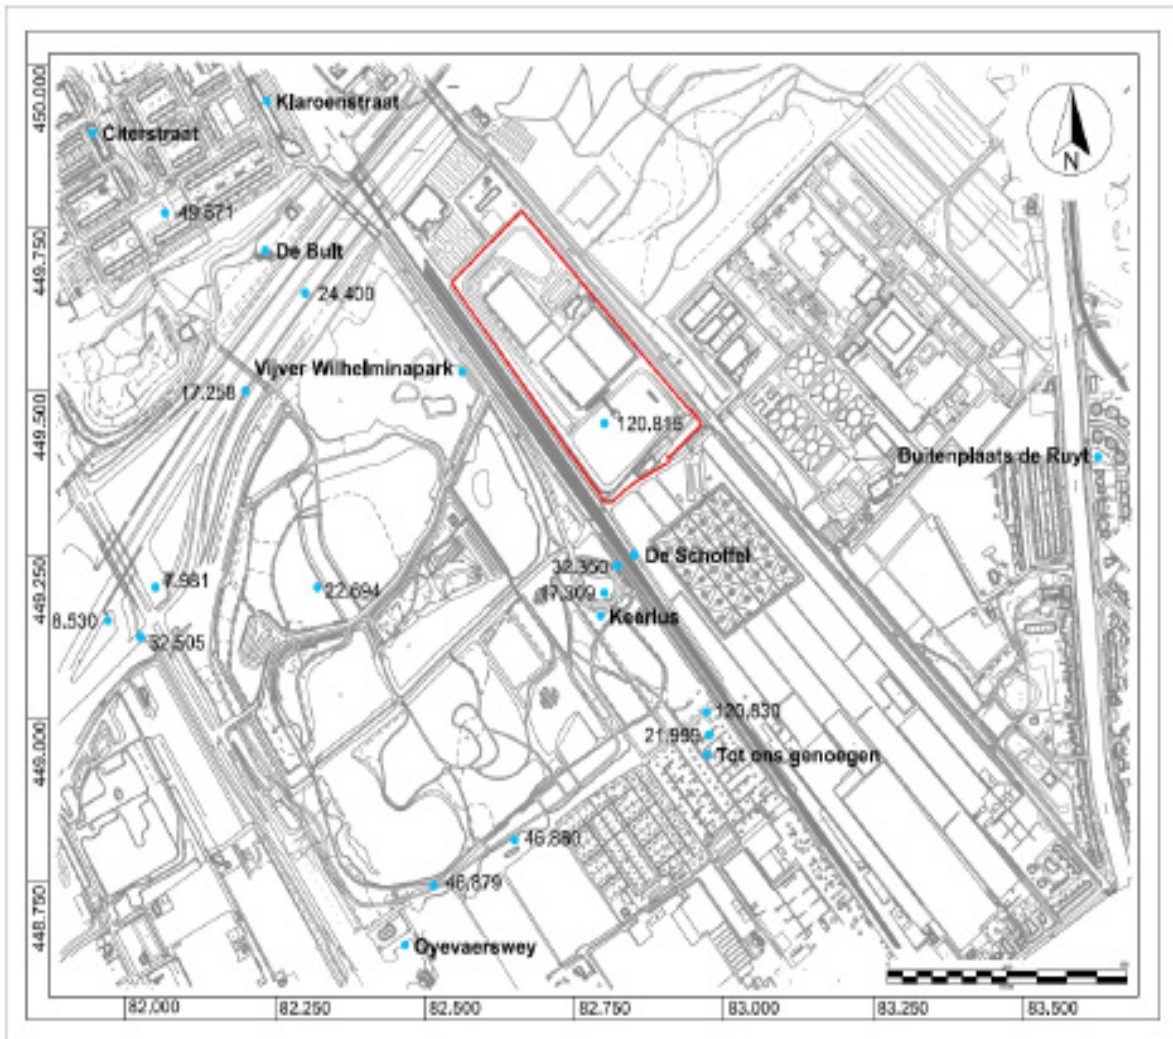 450.000
Klaroenstraat
Citerstraat
N
49.671
449.750
De Bult
24.400
Vijver Wilhelminapark
17.258
449.500
120.816
Buitenplaats de Ruyt
449.250
De Schoffel
32.350
7.981
22.694
17.309
8.530
Keerlus
32.505
120.830
449.000
21.999
Tot ons genoegen
46.880
46.879
448.750
Oyevaerswey
82.000 82.250 82.500 82.750 83.000 83.250 83.500